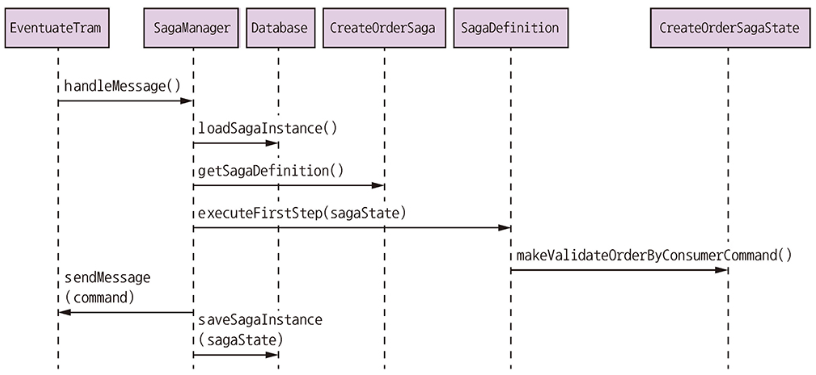 EventuateTram
SagaManager
Database
CreateOrderSaga
SagaDefinition
CreateOrderSagaState
handleMessage()
loadSagaInstance()
getSagaDefinition()
executeFirstStep(sagaState)
makeValidateOrderByConsumerCommand()
sendMessage
(command)
saveSagaInstance
(sagaState)